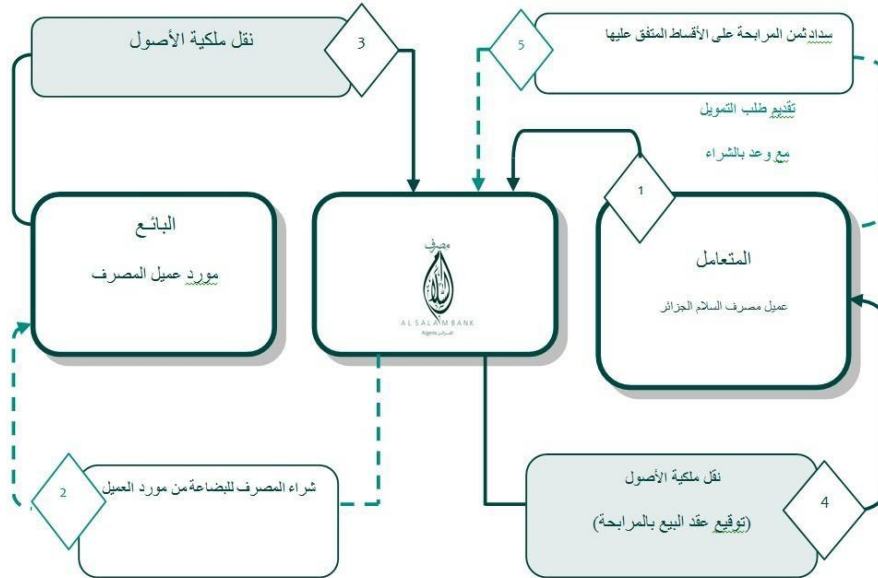 سداد ثمن المرابحة على الأقساط المتفق عليها
5
3
نقل ملكية الأصول
تقديم طلب التمويل
مع وعد بالشراء
1
المتعامل
عميل مصرف السلام الجزائر
مصرف
السلام
AL SALAM BANK
Algeria الجزائر
البائع
مورد عميل المصرف
4
نقل ملكية الأصول
(توقيع عقد البيع بالمرابحة)
شراء المصرف للبضاعة من مورد العميل
2